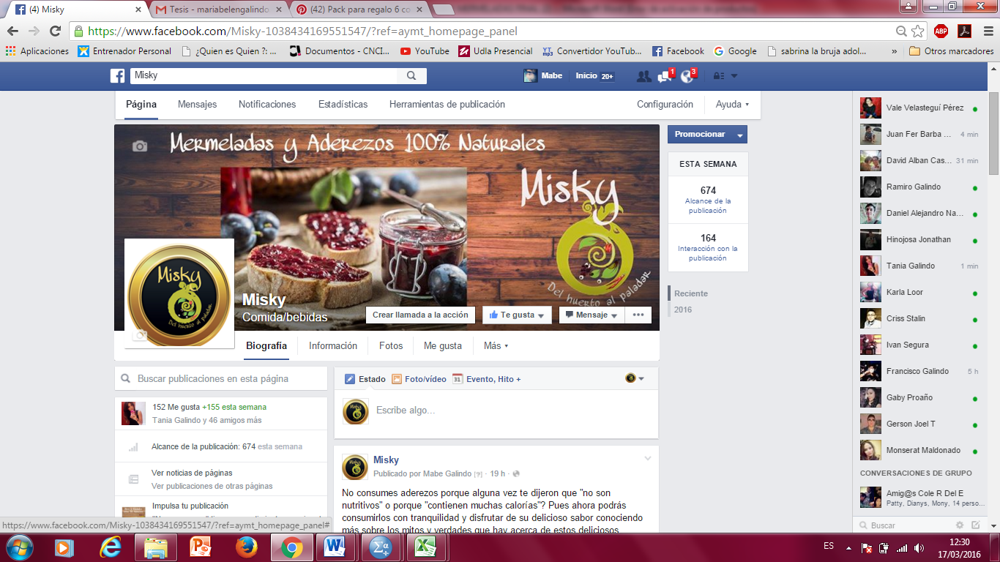 (4) Misky
Tesis - mariabelengalindo
(42) Pack para regalo 6 co
https://www.facebook.com/Misky-1038434169551547/?ref=aymt_homepage_panel
Aplicaciones
Entrenador Personal
¿Quien es Quien ?: ...
Documentos - CNCI...
YouTube
Udla Presencial
Convertidor YouTub...
Facebook
Google
sabrina la bruja adol...
»
Otros marcadores
Misky
Mabe
Inicio 20+
1
3
Página
Mensajes
Notificaciones
Estadísticas
Herramientas de publicación
Configuración
Ayuda
Mermeladas y Aderezos 100% Naturales
Misky
Del huerto al paladar
Misky
Del huerto al paladar
Misky
Comida/bebidas
Crear llamada a la acción
Te gusta
Mensaje
Biografía
Información
Fotos
Me gusta
Más
Promocionar
ESTA SEMANA
674
Alcance de la
publicación
164
Interacción con la
publicación
Reciente
2016
Buscar publicaciones en esta página
152 Me gusta +155 esta semana
Tania Galindo y 46 amigos más
Alcance de la publicación: 674 esta semana
Ver noticias de páginas
Ver publicaciones de otras páginas
Impulsa tu publicación
Estado
Foto/vídeo
31
Evento, Hito +
Escribe algo...
Misky
Publicado por Mabe Galindo [?] · 19 h ·
No consumes aderezos porque alguna vez te dijeron que "no son
nutritivos" o porque "contienen muchas calorías"? Pues ahora podrás
consumirlos con tranquilidad y disfrutar de su delicioso sabor conociendo
más sobre los mitos y verdades que hay acerca de estos deliciosos
Vale Velasteguí Pérez
Juan Fer Barba ... 4 min
David Alban Cas... 31 min
Ramiro Galindo
Daniel Alejandro Na...
Hinojosa Jonathan
Tania Galindo 1 min
Karla Loor
Criss Stalin
Ivan Segura
Francisco Galindo 5 h
Gaby Proaño
Gerson Joel T
Monserat Maldonado
CONVERSACIONES DE GRUPO
Amig@s Cole R Del E
Patty, Dianys, Mony, 14 perso...
Buscar
https://www.facebook.com/Misky-1038434169551547/?ref=aymt_homepage_panel#
ES
12:30
17/03/2016